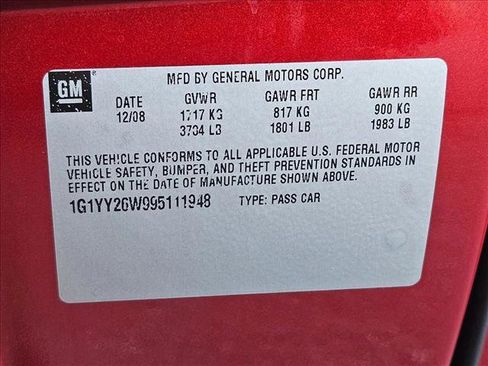 GM
MFD BY GENERAL MOTORS CORP.
DATE GVWR GAWR FRT GAWR RR
12/08 1717 KG 817 KG 900 KG
3784 LB 1801 LB 1983 LB
THIS VEHICLE CONFORMS TO ALL APPLICABLE U.S. FEDERAL MOTOR
VEHICLE SAFETY, BUMPER, AND THEFT PREVENTION STANDARDS IN
EFFECT ON THE DATE OF MANUFACTURE SHOWN ABOVE.
1G1YY26W995111948 TYPE: PASS CAR